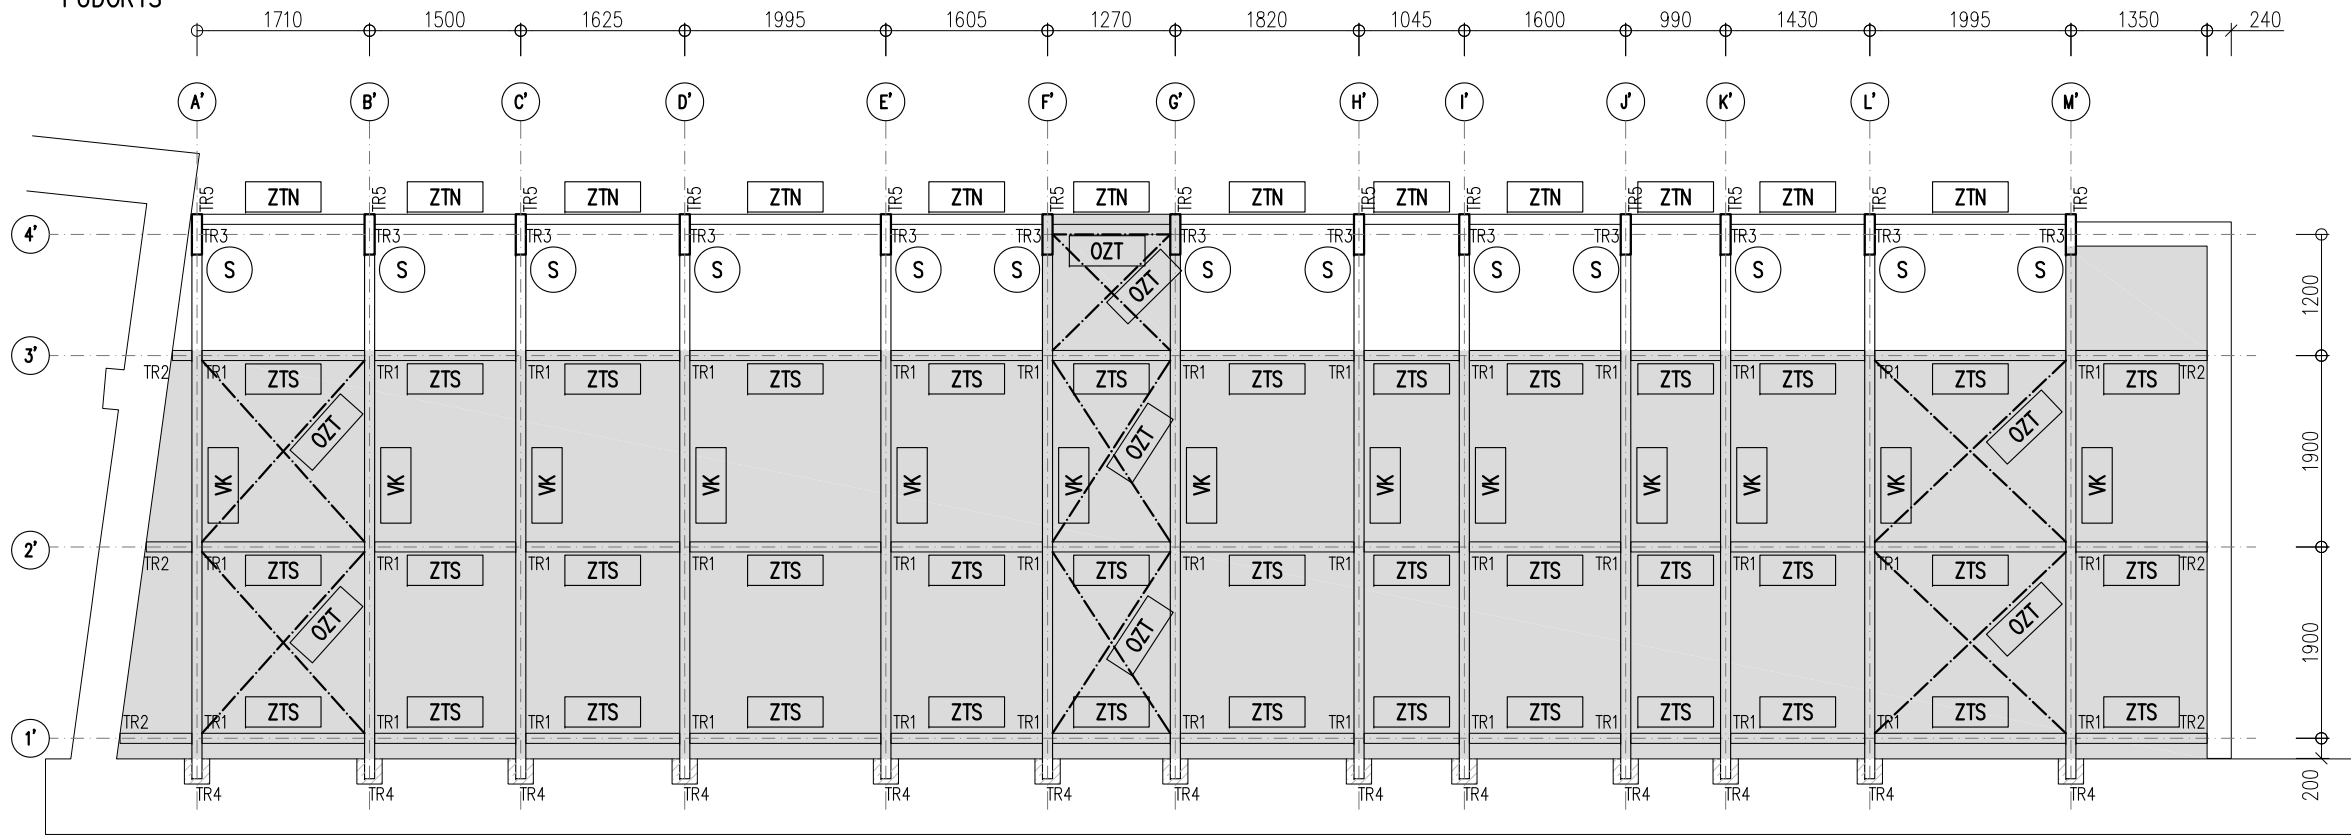 PŮDORYS
1710 1500 1625 1995 1605 1270 1820 1045 1600 990 1430 1995 1350 240
A' B' C' D' E' F' G' H' I' J' K' L' M'
TR5 TR5 TR5 TR5 TR5 TR5 TR5 TR5 TR5 TR5 TR5 TR5 TR5
ZTN ZTN ZTN ZTN ZTN ZTN ZTN ZTN ZTN ZTN ZTN ZTN
4' TR3 TR3 TR3 TR3 TR3 TR3 TR3 TR3 TR3 TR3 TR3 TR3 TR3
OZT
S S S S S S S S S S S S S
OZT
1200
3'
TR2 TR1 TR1 TR1 TR1 TR1 TR1 TR1 TR1 TR1 TR1 TR1 TR1 TR1 TR2
ZTS ZTS ZTS ZTS ZTS ZTS ZTS ZTS ZTS ZTS ZTS ZTS ZTS
OZT OZT OZT
1900
VK VK VK VK VK VK VK VK VK VK VK VK VK
2'
TR2 TR1 TR1 TR1 TR1 TR1 TR1 TR1 TR1 TR1 TR1 TR1 TR1 TR1 TR2
ZTS ZTS ZTS ZTS ZTS ZTS ZTS ZTS ZTS ZTS ZTS ZTS ZTS
OZT OZT OZT
1900
ZTS ZTS ZTS ZTS ZTS ZTS ZTS ZTS ZTS ZTS ZTS ZTS ZTS
TR2 TR1 TR1 TR1 TR1 TR1 TR1 TR1 TR1 TR1 TR1 TR1 TR1 TR1 TR2
1'
200
TR4 TR4 TR4 TR4 TR4 TR4 TR4 TR4 TR4 TR4 TR4 TR4 TR4